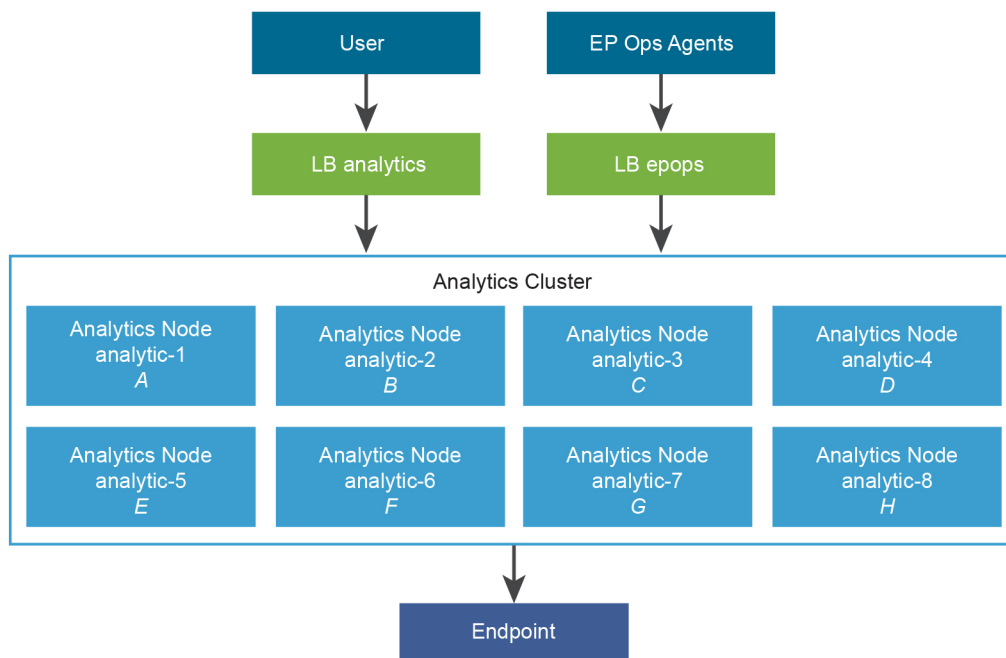 User
EP Ops Agents
LB analytics
LB epops
Analytics Cluster
Analytics Node
analytic-1
A
Analytics Node
analytic-2
B
Analytics Node
analytic-3
C
Analytics Node
analytic-4
D
Analytics Node
analytic-5
E
Analytics Node
analytic-6
F
Analytics Node
analytic-7
G
Analytics Node
analytic-8
H
Endpoint